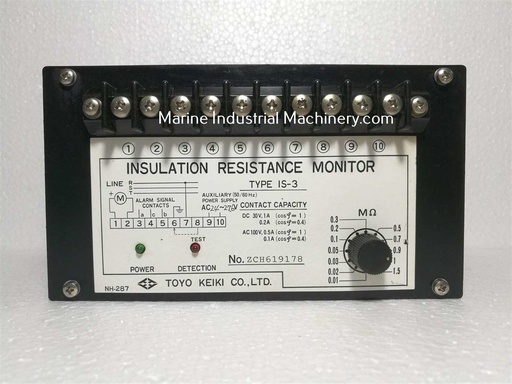 Marine Industrial Machinery.com
① ② ③ ④ ⑤ ⑥ ⑦ ⑧ ⑨ ⑩
INSULATION RESISTANCE MONITOR
TYPE IS-3
LINE R S T
M
ALARM SIGNAL CONTACTS
a c b
1 2 3 4 5 6 7 8 9 10
AUXILIARY (50/60Hz)
POWER SUPPLY
CONTACT CAPACITY
DC 30V, 1A (cosφ= 1)
0.2A (cosφ= 0.4)
AC 100V, 0.5A (cosφ= 1)
0.1A (cosφ= 0.4)
TEST
POWER
DETECTION
No. ZCH619178
MΩ
0.01 0.02 0.03 0.05 0.1 0.2 0.3 0.5 0.7 1 1.5
NH-287
TOYO KEIKI CO., LTD.